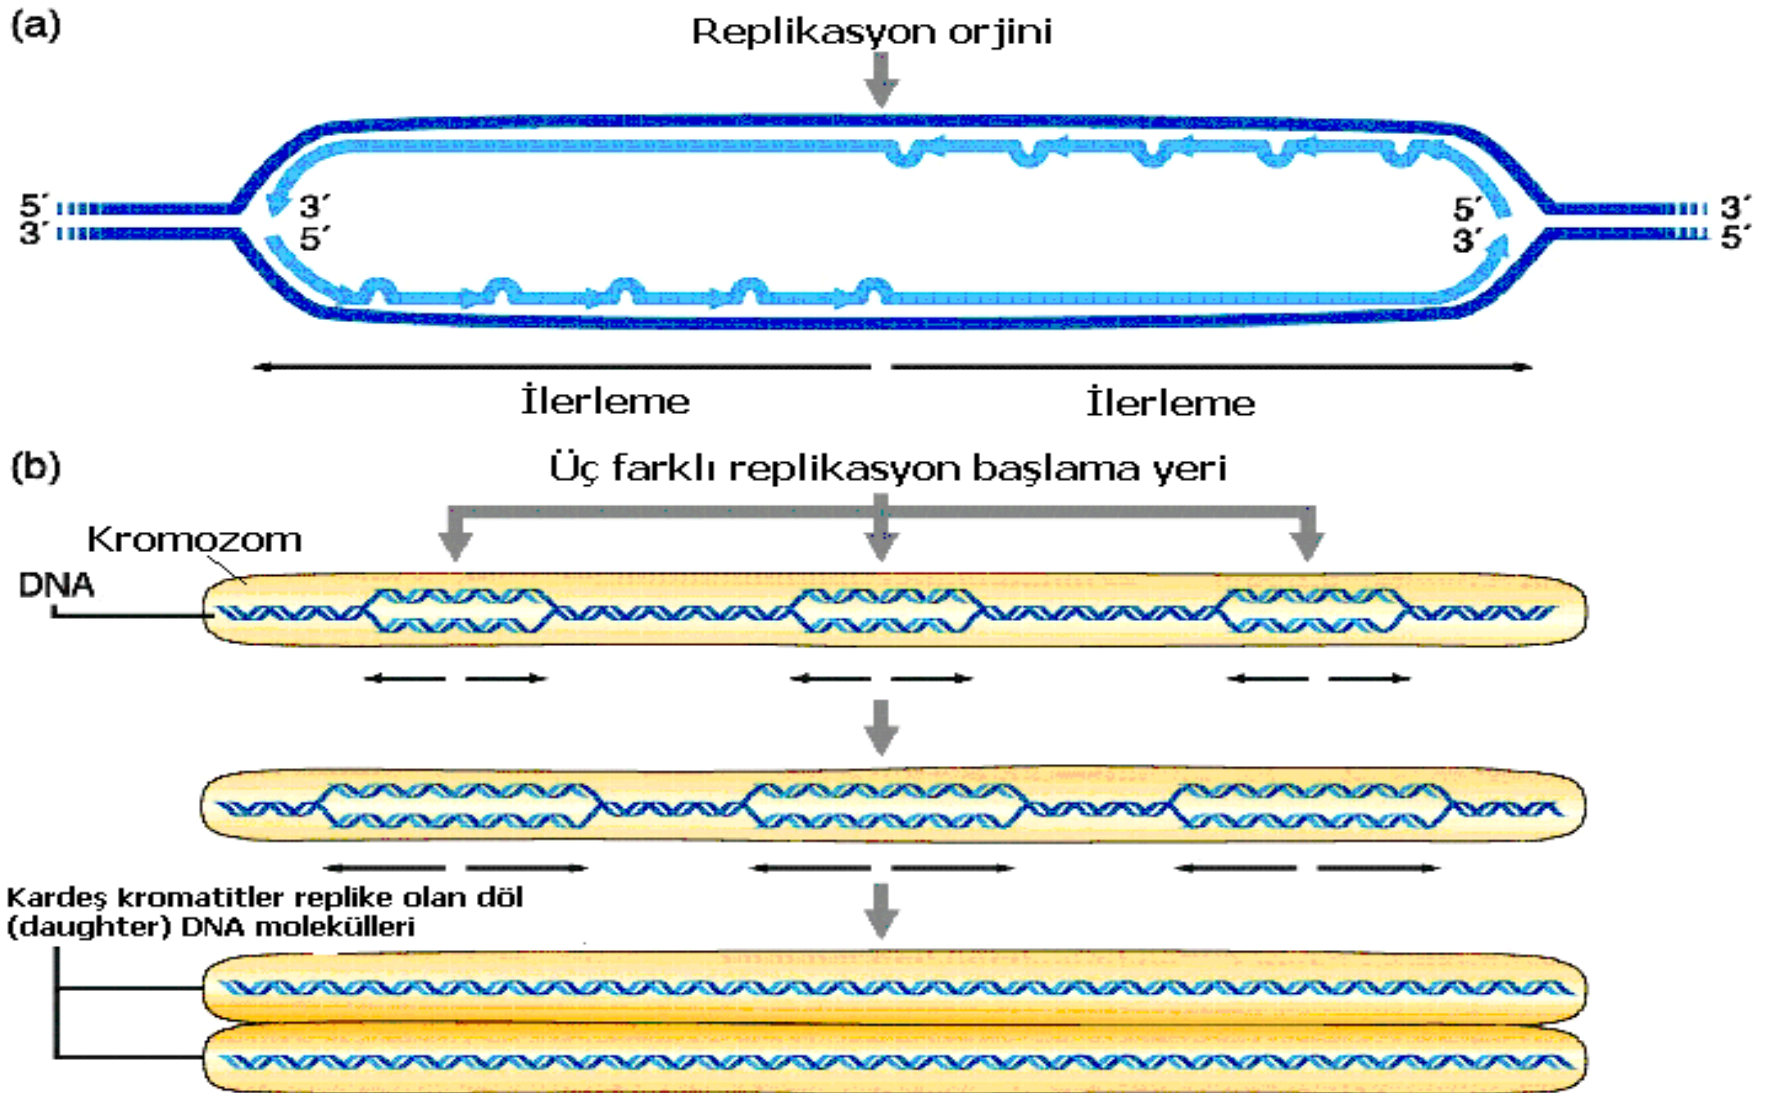 (a)
Replikasyon orjini
5´ 3´ 5´ 3´
3´ 5´ 3´ 5´
İlerleme İlerleme
(b)
Üç farklı replikasyon başlama yeri
Kromozom
DNA
Kardeş kromatitler replike olan döl
(daughter) DNA molekülleri